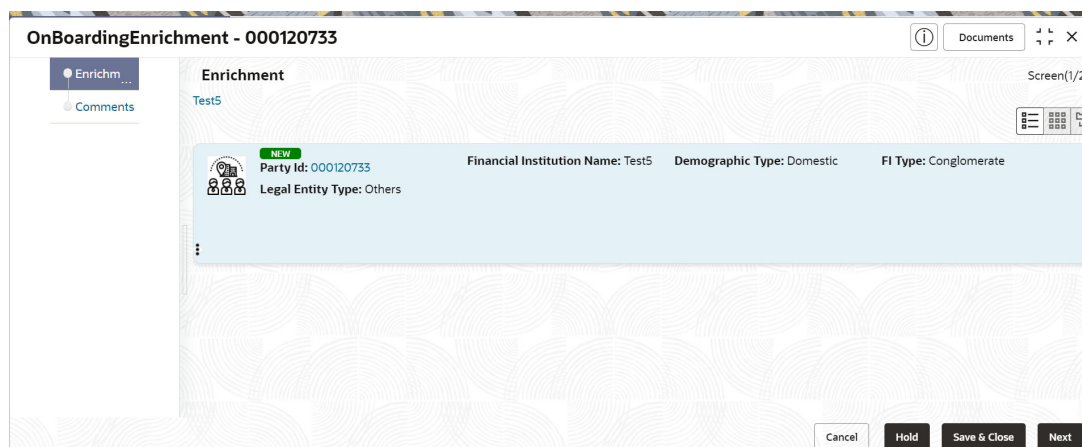 OnBoardingEnrichment - 000120733
Documents
Enrichm...
Comments
Enrichment
Screen(1/2
Test5
NEW
Party Id: 000120733
Financial Institution Name: Test5
Demographic Type: Domestic
FI Type: Conglomerate
Legal Entity Type: Others
Cancel
Hold
Save & Close
Next